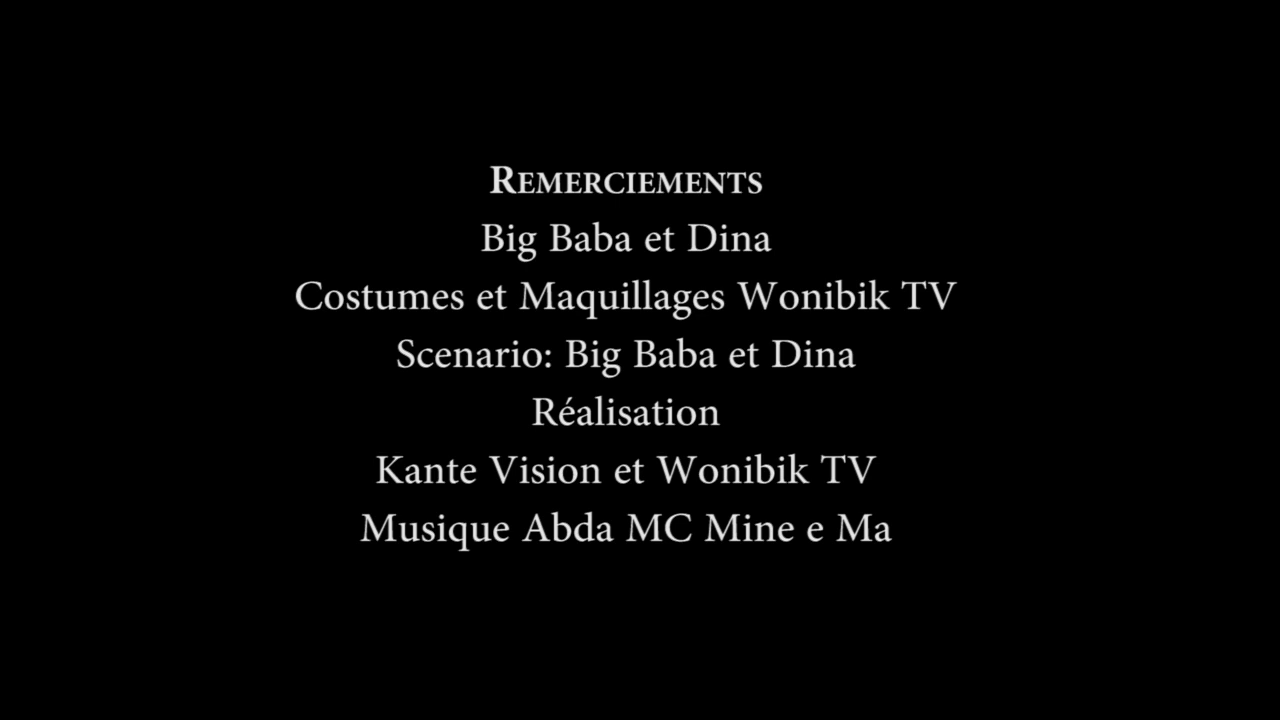 REMERCIEMENTS
Big Baba et Dina
Costumes et Maquillages Wonibik TV
Scenario: Big Baba et Dina
Réalisation
Kante Vision et Wonibik TV
Musique Abda MC Mine e Ma